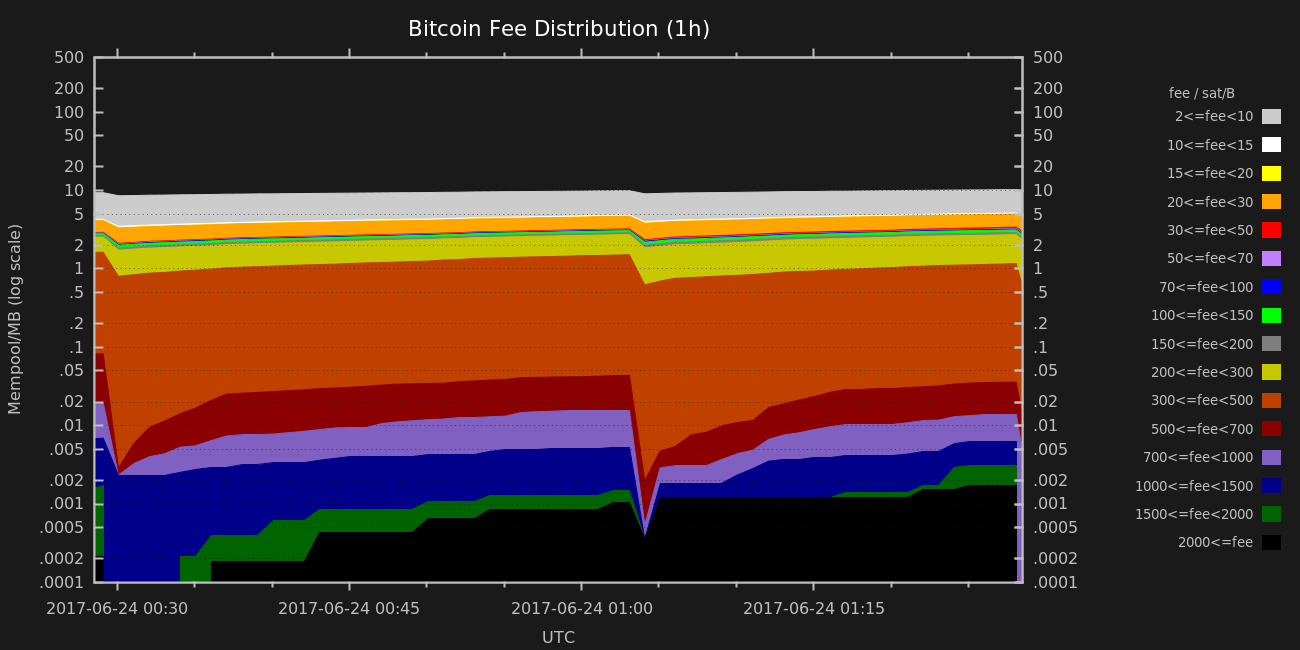 Bitcoin Fee Distribution (1h)
Mempool/MB (log scale)
500
200
100
50
20
10
5
2
1
.5
.2
.1
.05
.02
.01
.005
.002
.001
.0005
.0002
.0001
500
200
100
50
20
10
5
2
1
.5
.2
.1
.05
.02
.01
.005
.002
.001
.0005
.0002
.0001
2017-06-24 00:30 2017-06-24 00:45 2017-06-24 01:00 2017-06-24 01:15
UTC
fee / sat/B
2<=fee<10
10<=fee<15
15<=fee<20
20<=fee<30
30<=fee<50
50<=fee<70
70<=fee<100
100<=fee<150
150<=fee<200
200<=fee<300
300<=fee<500
500<=fee<700
700<=fee<1000
1000<=fee<1500
1500<=fee<2000
2000<=fee